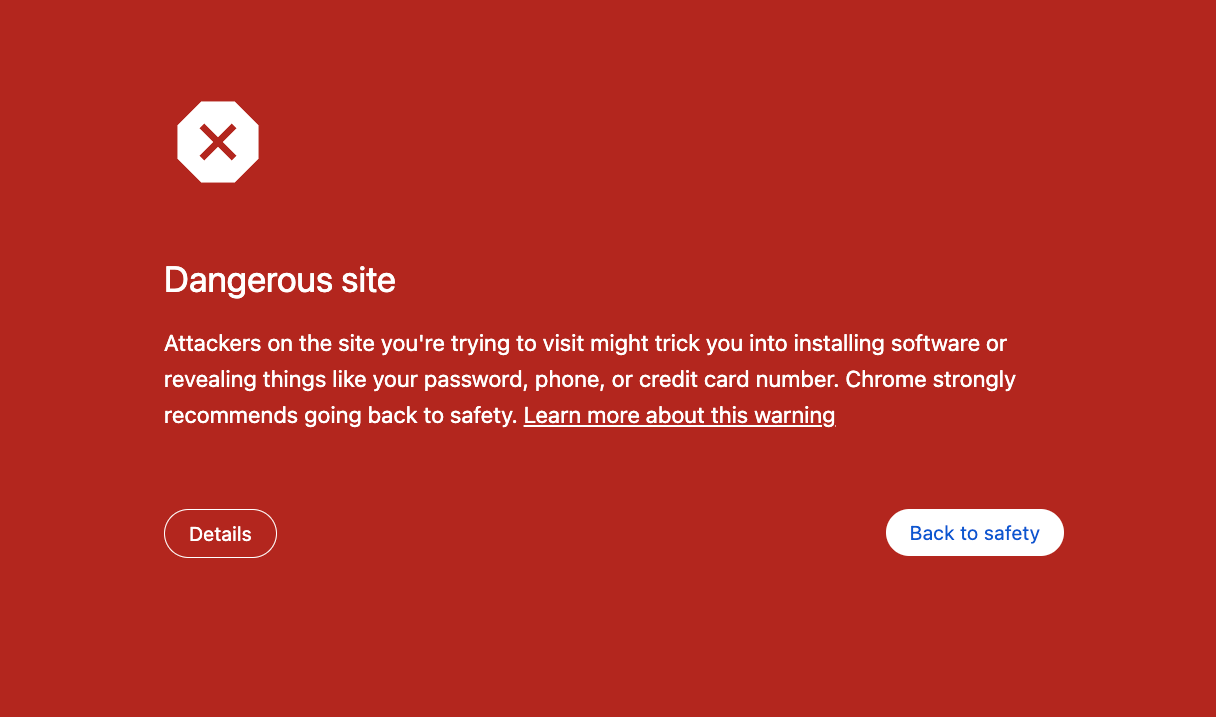 Dangerous site
Attackers on the site you're trying to visit might trick you into installing software or
revealing things like your password, phone, or credit card number. Chrome strongly
recommends going back to safety. Learn more about this warning
Details
Back to safety